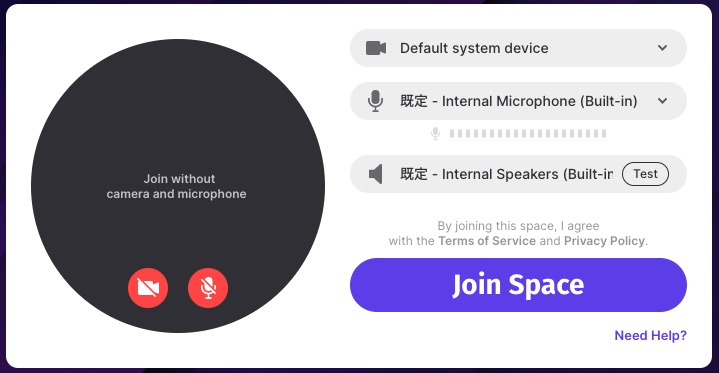 Join without
camera and microphone
Default system device
既定 - Internal Microphone (Built-in)
既定 - Internal Speakers (Built-in
Test
By joining this space, I agree
with the Terms of Service and Privacy Policy.
Join Space
Need Help?